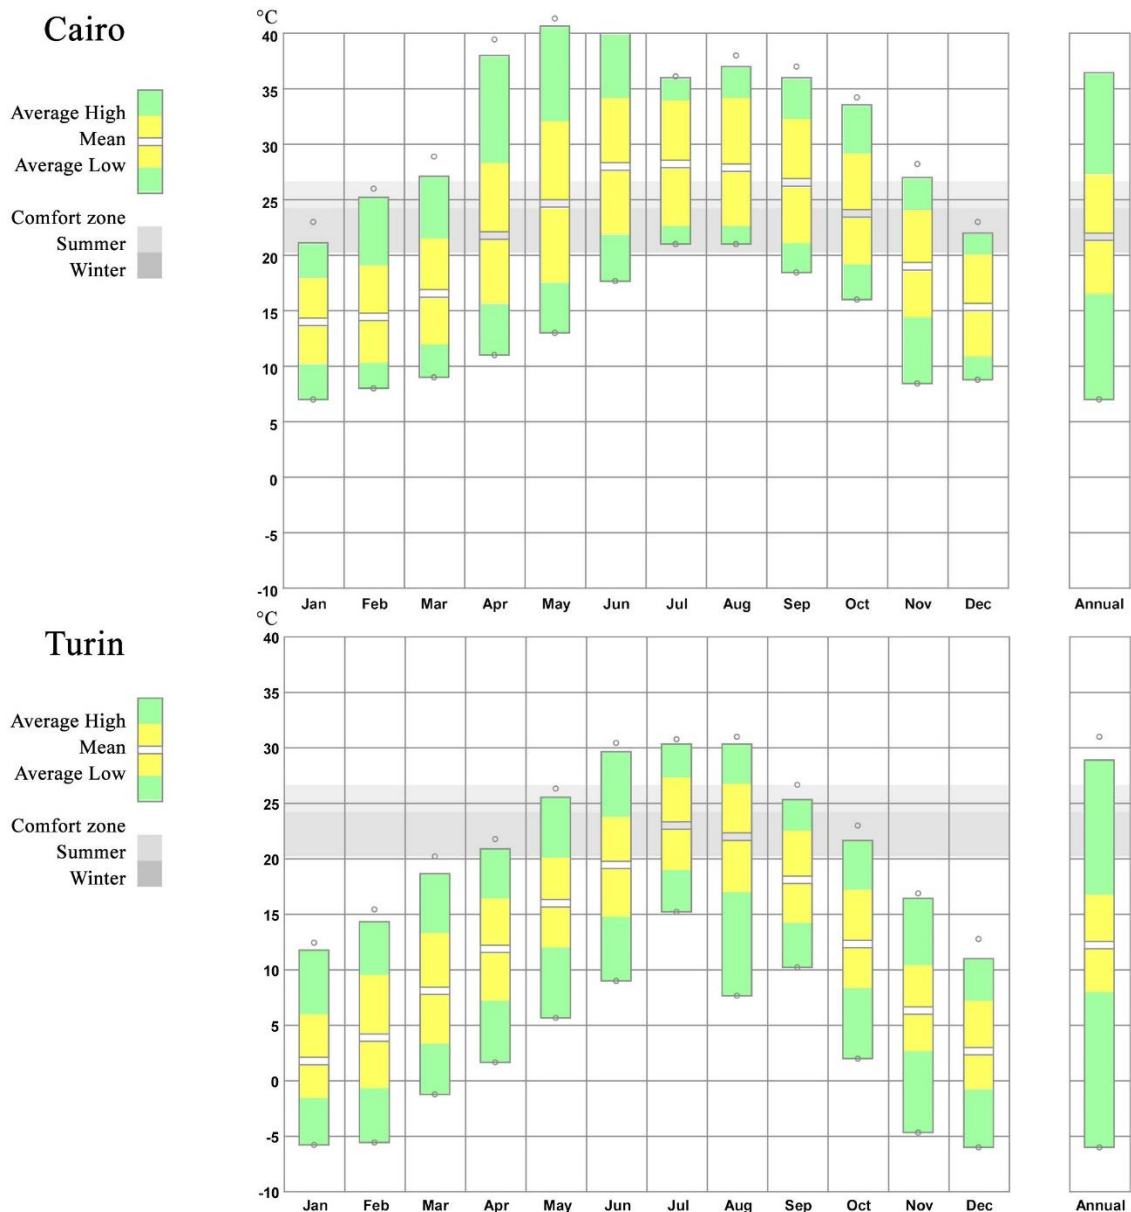 Cairo
Average High
Mean
Average Low
Comfort zone
Summer
Winter
°C
40
35
30
25
20
15
10
5
0
-5
-10
Jan Feb Mar Apr May Jun Jul Aug Sep Oct Nov Dec Annual
Turin
Average High
Mean
Average Low
Comfort zone
Summer
Winter
°C
40
35
30
25
20
15
10
5
0
-5
-10
Jan Feb Mar Apr May Jun Jul Aug Sep Oct Nov Dec Annual